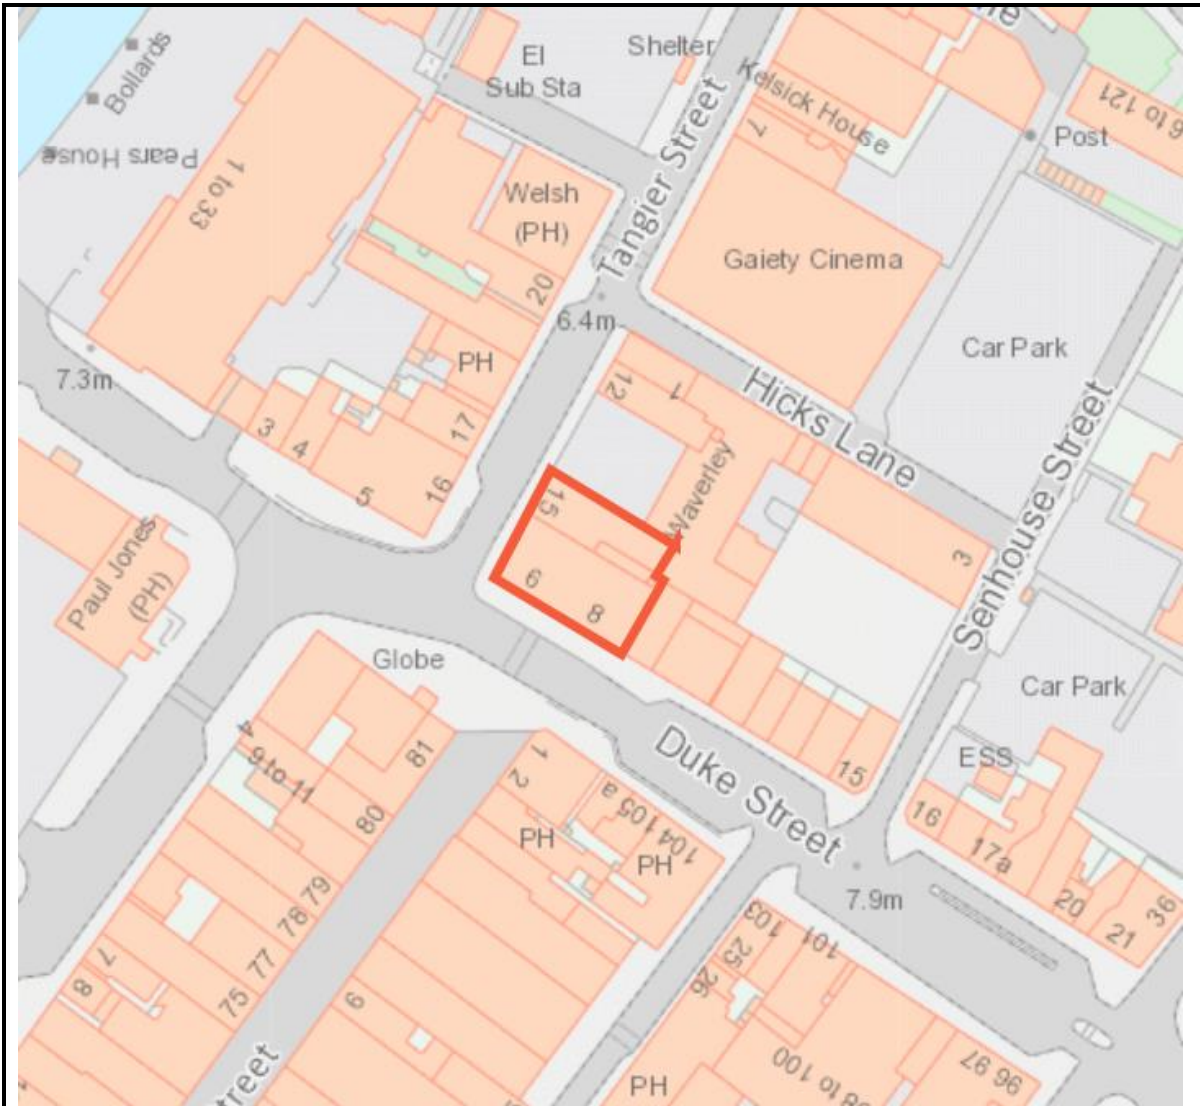 El
Sub Sta
Shelter
Bollards
Pears House
1 to 33
Kelsick House
7
Post
6 to 121
Welsh
(PH)
20
Tangier Street
Gaiety Cinema
6.4m
Car Park
7.3m
PH
3
4
5
17
16
12
1
Hicks Lane
Waverley
15
9
8
3
Senhouse Street
Paul Jones
(PH)
Globe
Car Park
ESS
Duke Street
15
16
17a
20
21
36
7.9m
4
9 to 11
81
80
79
78
77
75
7
8
1
2
PH
105 a
104
PH
9
103
25
26
101
98 to 100
97
96
PH
treet